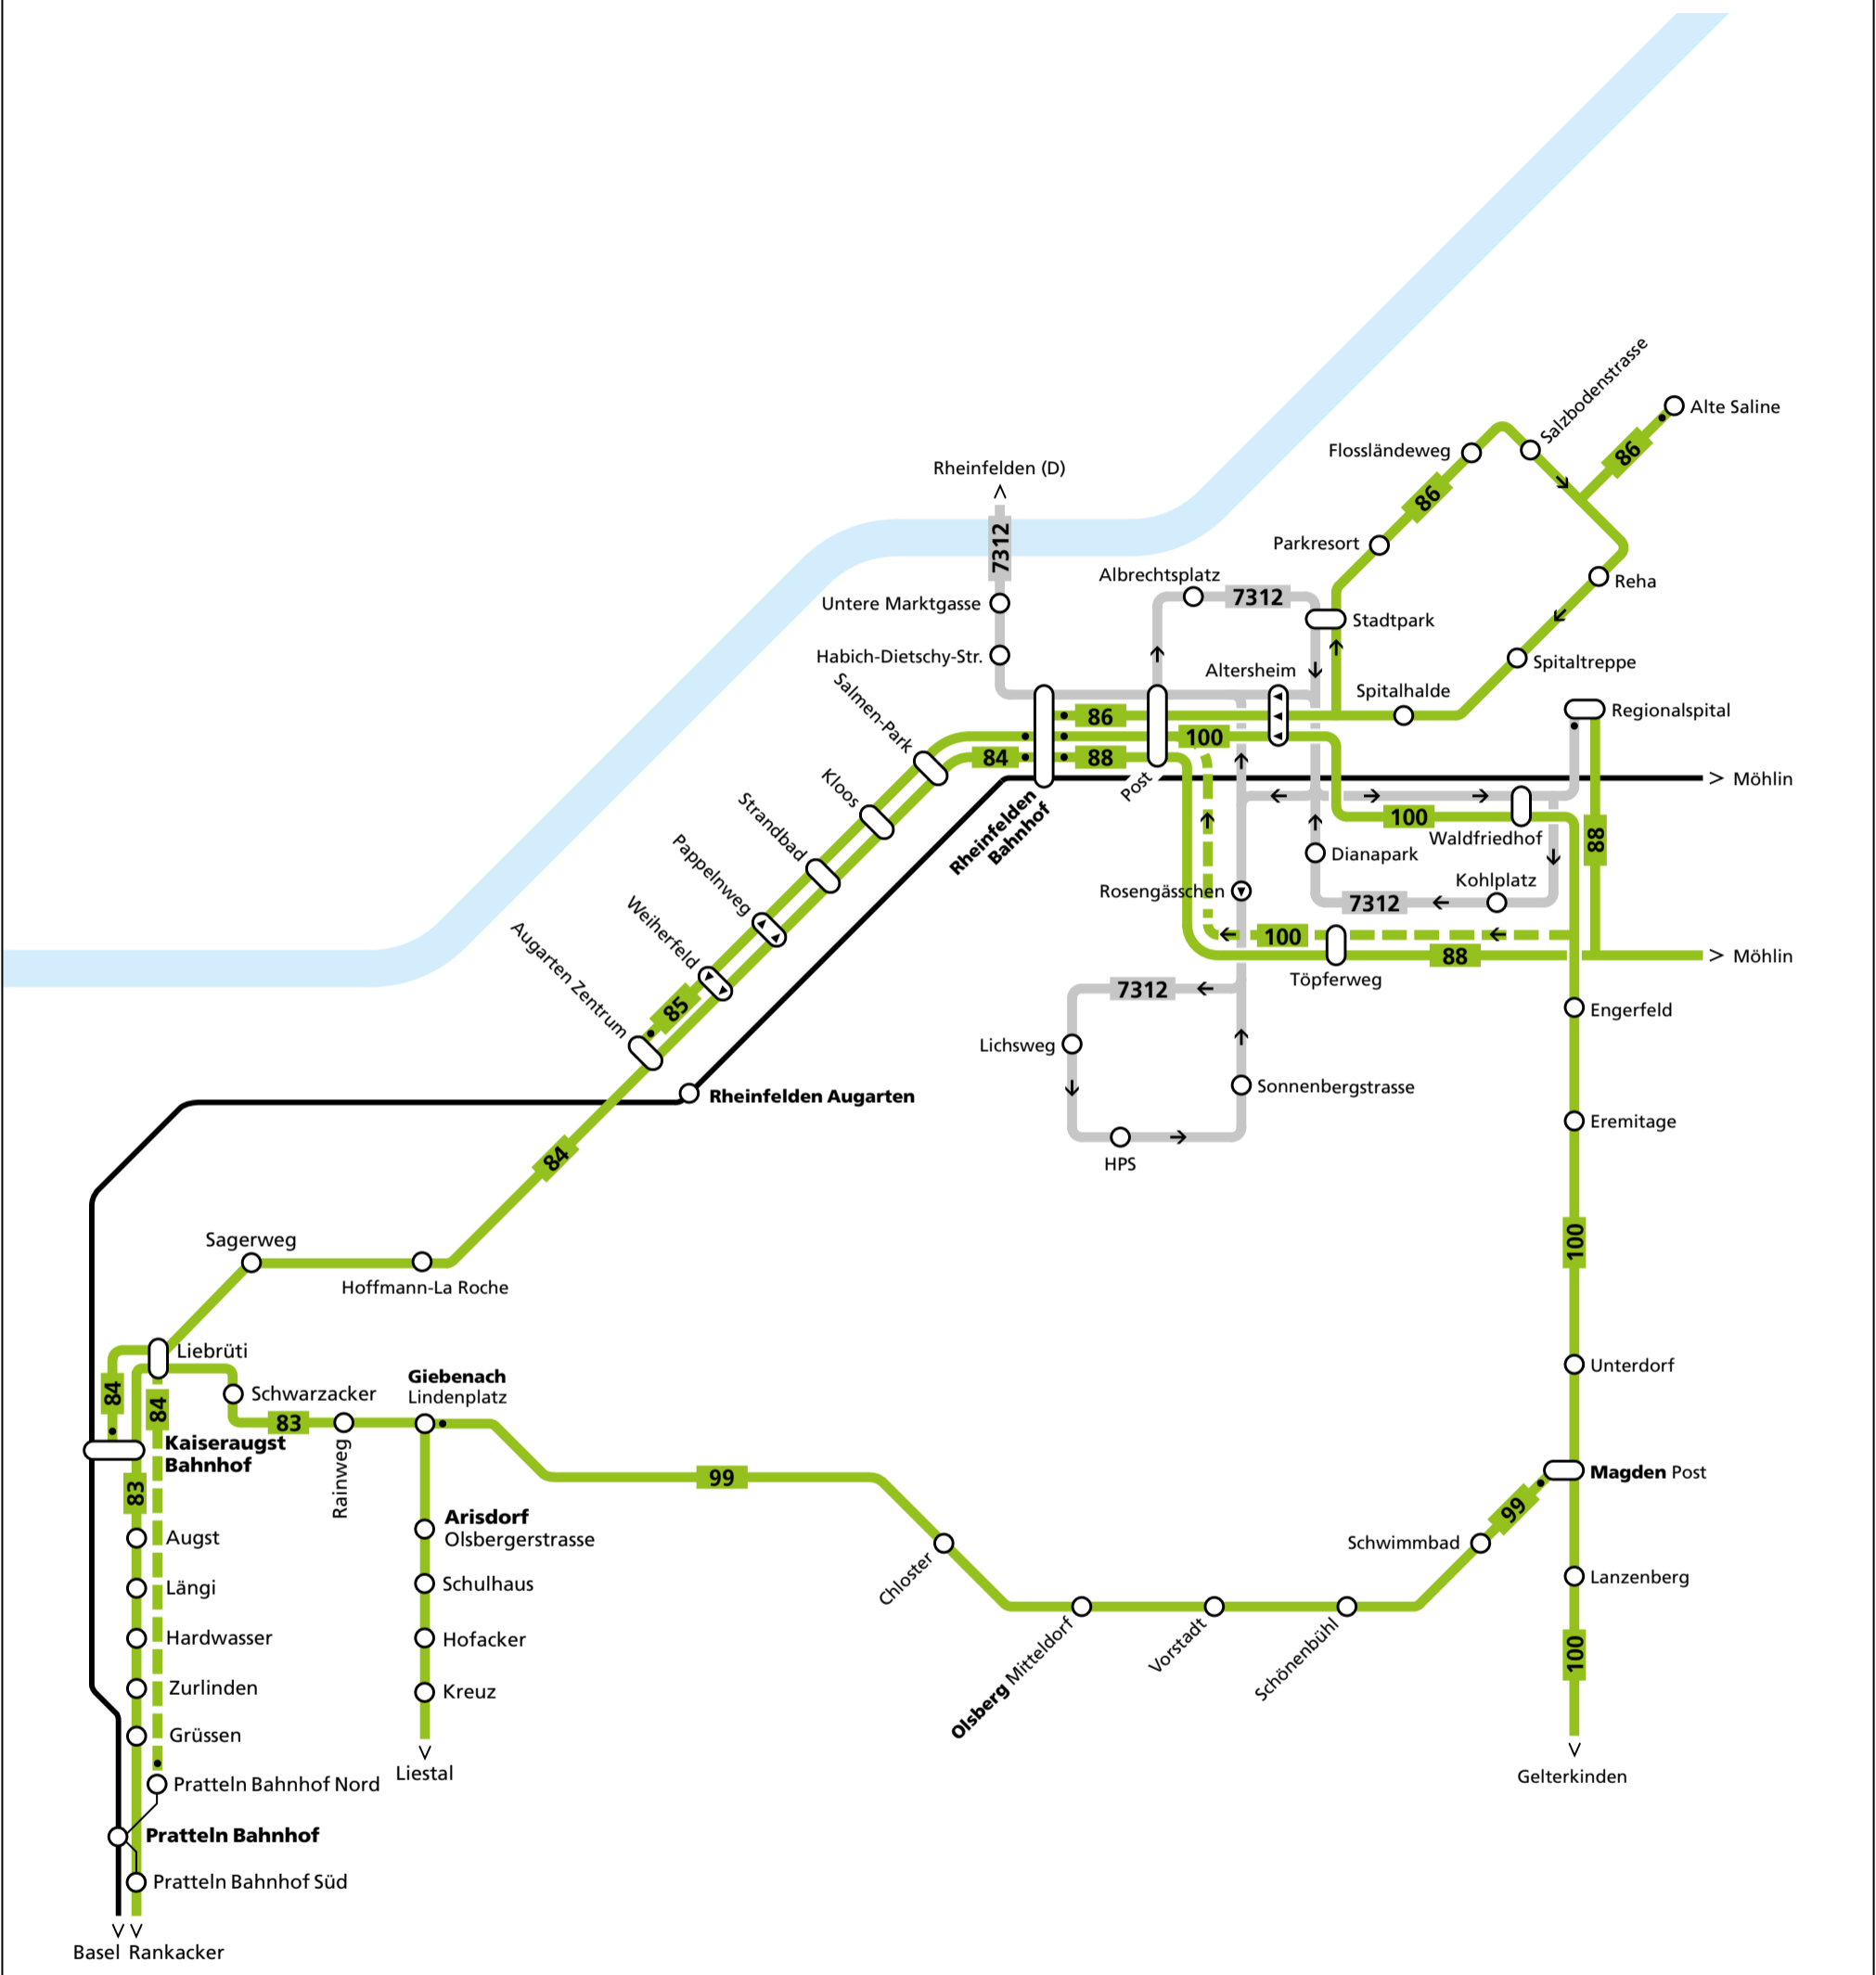 Salzbodenstrasse
Alte Saline
86
Flossländeweg
86
Rheinfelden (D)
7312
Parkresort
Albrechtsplatz
7312
Reha
Untere Marktgasse
Stadtpark
Habich-Dietschy-Str.
Altersheim
Spitaltreppe
Spitalhalde
Regionalspital
Salmen-Park
86
100
84
88
Post
Möhlin
Kloos
Rheinfelden
Bahnhof
Strandbad
100
Waldfriedhof
88
Pappelnweg
Dianapark
Kohlplatz
Rosengässchen
7312
Weiherfeld
100
88
Möhlin
Töpferweg
Augarten Zentrum
85
7312
Engerfeld
Lichsweg
Sonnenbergstrasse
Rheinfelden Augarten
Eremitage
84
HPS
100
Sagerweg
Hoffmann-La Roche
Liebrüti
Unterdorf
84
84
Schwarzacker
Giebenach
Lindenplatz
83
Kaiseraugst
Bahnhof
Rainweg
99
Magden Post
83
99
Arisdorf
Olsbergerstrasse
Augst
Schwimmbad
Chloster
Längi
Schulhaus
Lanzenberg
Hardwasser
Hofacker
Olsberg Mitteldorf
Vorstadt
Schönenbühl
100
Zurlinden
Kreuz
Grüssen
Liestal
Gelterkinden
Pratteln Bahnhof Nord
Pratteln Bahnhof
Pratteln Bahnhof Süd
Basel
Rankacker